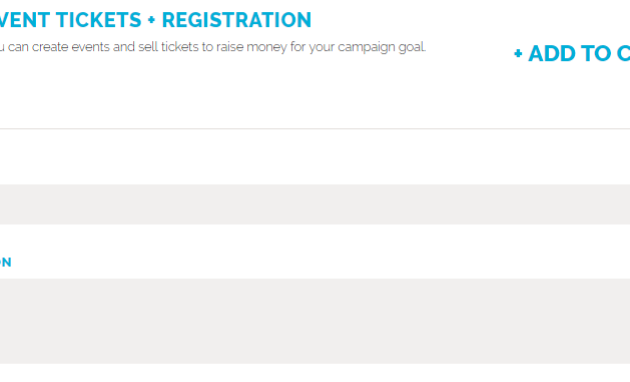 VENT TICKETS + REGISTRATION
u can create events and sell tickets to raise money for your campaign goal.
+ ADD TO C
ON